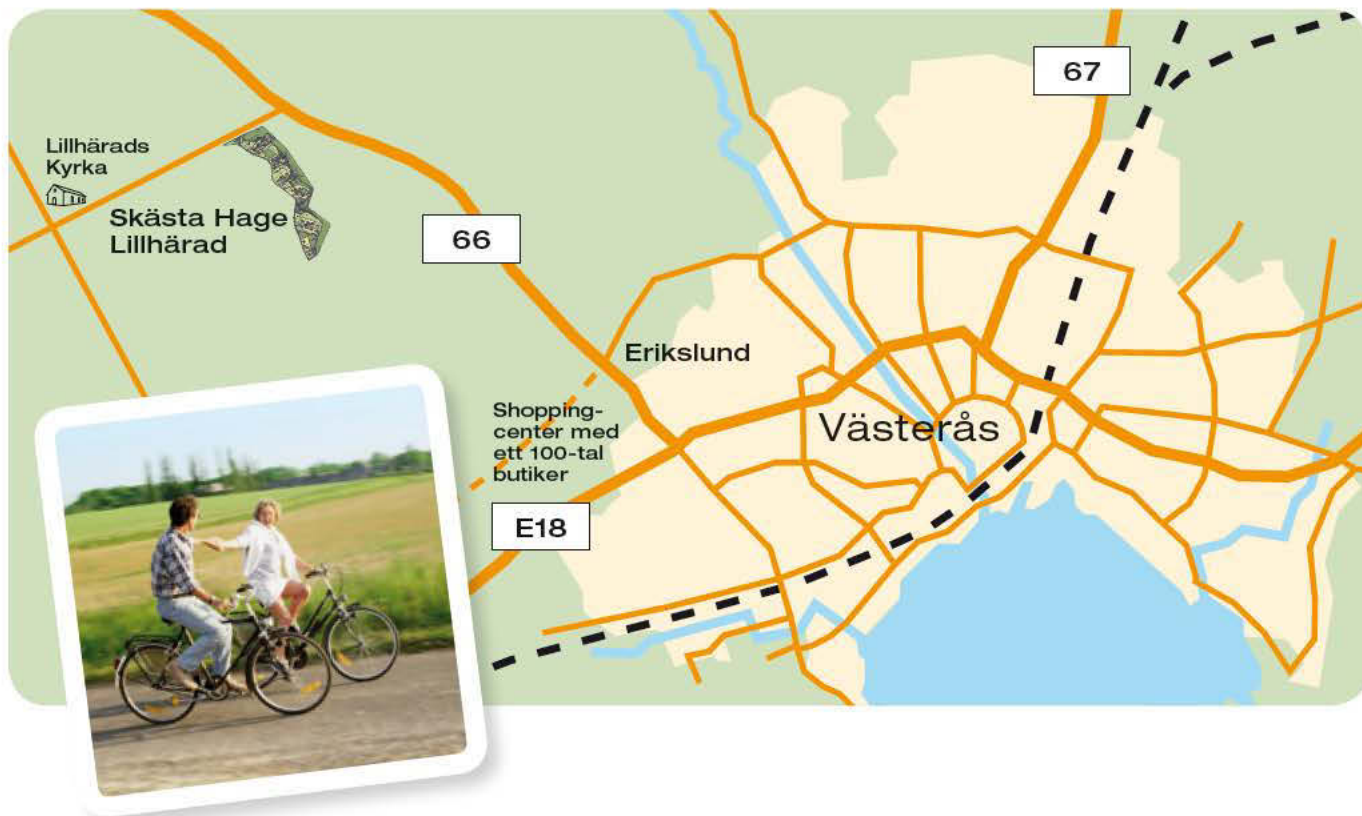 67
Lillhärads
Kyrka
Skästa Hage
Lillhärad
66
Erikslund
Shopping-
center med
ett 100-tal
butiker
Västerås
E18